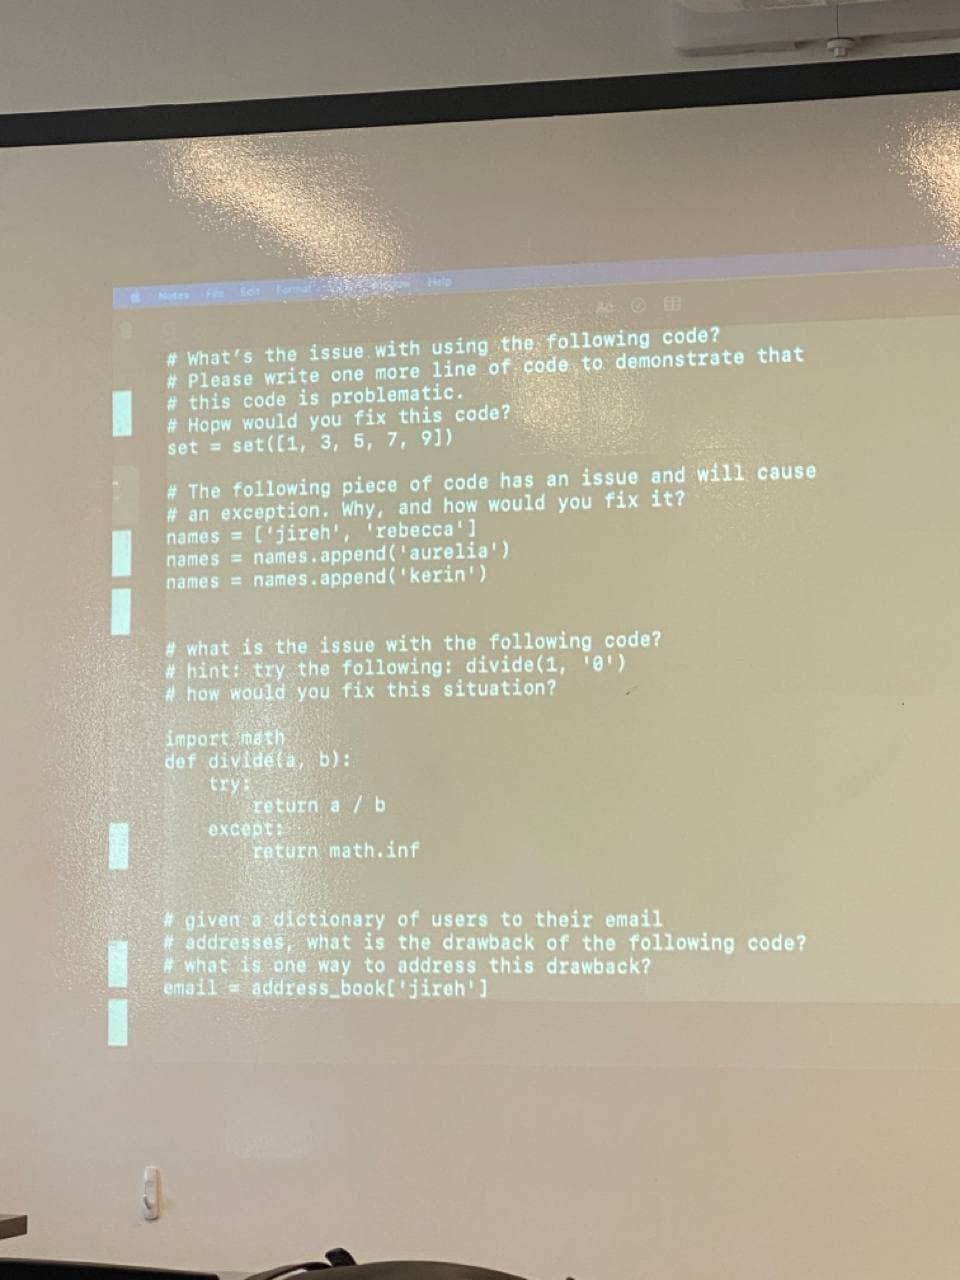 Notes File Edit Format Help
# What's the issue with using the following code?
# Please write one more line of code to demonstrate that
# this code is problematic.
# Hopw would you fix this code?
set = set([1, 3, 5, 7, 9])
# The following piece of code has an issue and will cause
# an exception. Why, and how would you fix it?
names = ['jireh', 'rebecca']
names = names.append('aurelia')
names = names.append('kerin')
# what is the issue with the following code?
# hint: try the following: divide(1, '0')
# how would you fix this situation?
import math
def divide(a, b):
    try:
        return a / b
    except:
        return math.inf
# given a dictionary of users to their email
# addresses, what is the drawback of the following code?
# what is one way to address this drawback?
email = address_book['jireh']